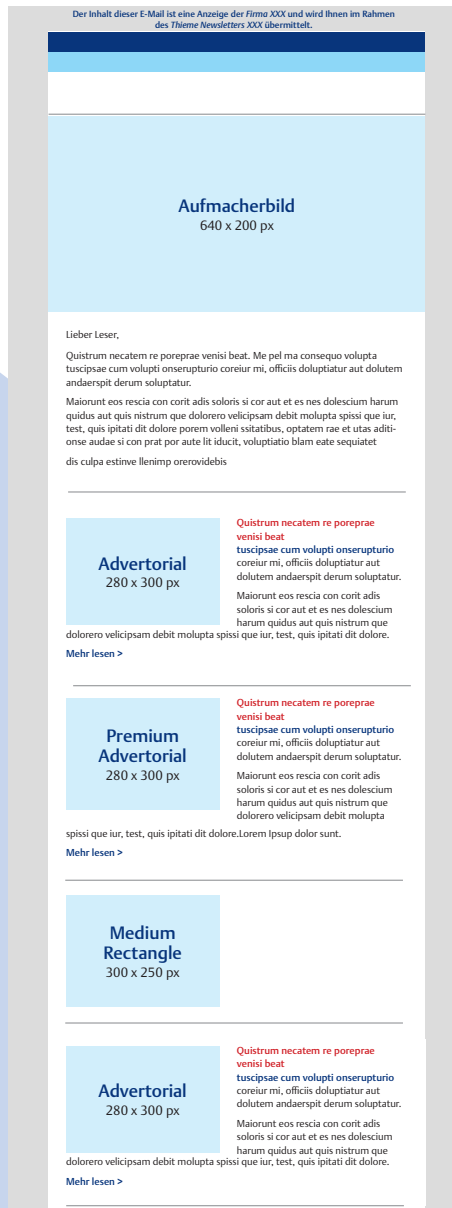 Der Inhalt dieser E-Mail ist eine Anzeige der Firma XXX und wird Ihnen im Rahmen
des Thieme Newsletters XXX übermittelt.
Aufmacherbild
640 x 200 px
Lieber Leser,
Quistrum necatem re poreprae venisi beat. Me pel ma consequo volupta
tuscipsae cum volupti onserupturio coreiur mi, officiis doluptiatur aut dolutem
andaerspit derum soluptatur.
Maiorunt eos rescia con corit adis soloris si cor aut et es nes dolescium harum
quidus aut quis nistrum que dolorero velicipsam debit molupta spissi que iur,
test, quis ipitati dit dolore porem volleni ssitatibus, optatem rae et utas aditi-
onse audae si con prat por aute lit iducit, voluptatio blam eate sequiatet
dis culpa estinve llenimp orerovidebis
Advertorial
280 x 300 px
Quistrum necatem re poreprae
venisi beat
tuscipsae cum volupti onserupturio
coreiur mi, officiis doluptiatur aut
dolutem andaerspit derum soluptatur.
Maiorunt eos rescia con corit adis
soloris si cor aut et es nes dolescium
harum quidus aut quis nistrum que
dolorero velicipsam debit molupta spissi que iur, test, quis ipitati dit dolore.
Mehr lesen >
Premium
Advertorial
280 x 300 px
Quistrum necatem re poreprae
venisi beat
tuscipsae cum volupti onserupturio
coreiur mi, officiis doluptiatur aut
dolutem andaerspit derum soluptatur.
Maiorunt eos rescia con corit adis
soloris si cor aut et es nes dolescium
harum quidus aut quis nistrum que
dolorero velicipsam debit molupta
spissi que iur, test, quis ipitati dit dolore.Lorem Ipsup dolor sunt.
Mehr lesen >
Medium
Rectangle
300 x 250 px
Advertorial
280 x 300 px
Quistrum necatem re poreprae
venisi beat
tuscipsae cum volupti onserupturio
coreiur mi, officiis doluptiatur aut
dolutem andaerspit derum soluptatur.
Maiorunt eos rescia con corit adis
soloris si cor aut et es nes dolescium
harum quidus aut quis nistrum que
dolorero velicipsam debit molupta spissi que iur, test, quis ipitati dit dolore.
Mehr lesen >